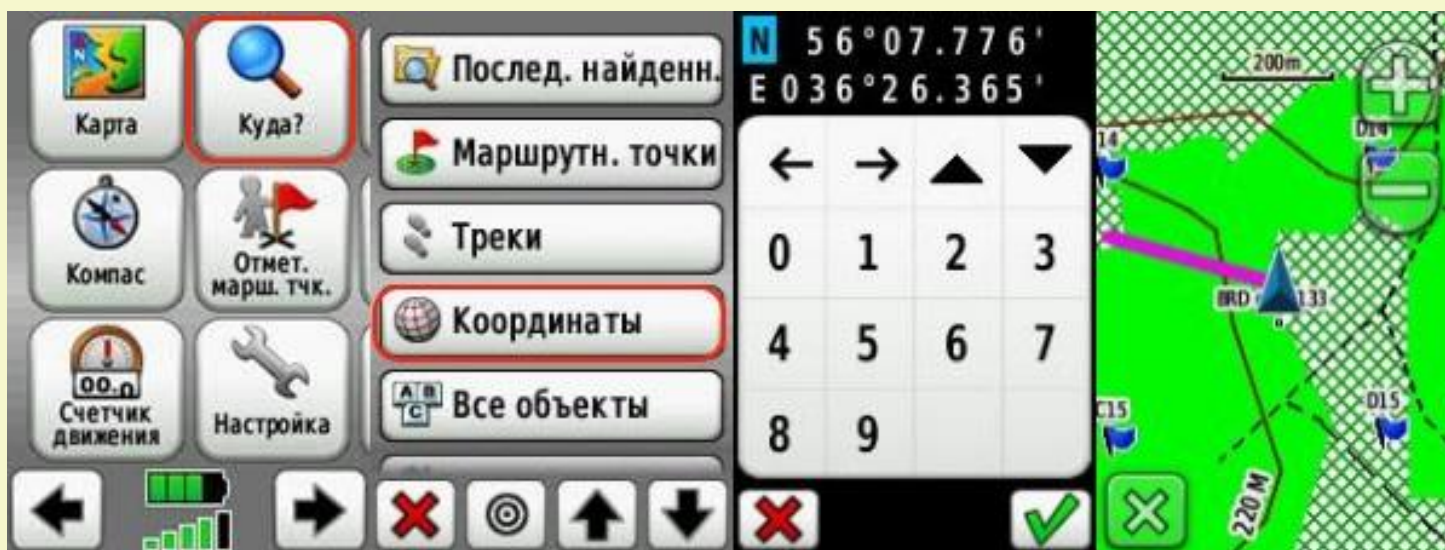 Карта
Куда?
Компас
Отмет.
марш. тчк.
00.0
Счетчик
движения
Настройка
Послед. найденн.
Маршрутн. точки
Треки
Координаты
A B
C
Все объекты
N 56°07.776'
E 036°26.365'
0 1 2 3
4 5 6 7
8 9
200m
14
D14
BRD
133
C15
D15
220 M